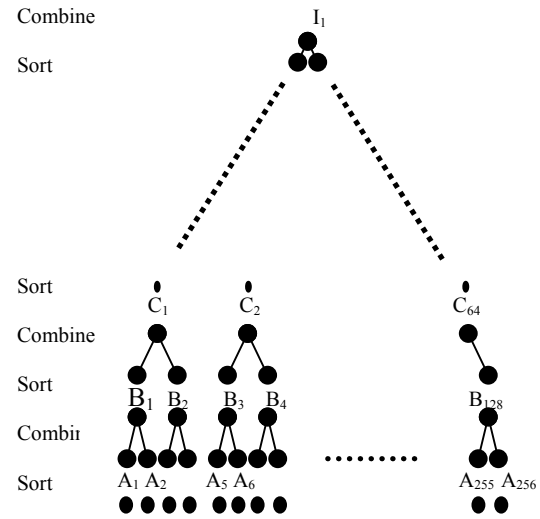 Combine I₁
Sort
Sort
C₁ C₂ C₆₄
Combine
Sort
B₁ B₂ B₃ B₄ B₁₂₈
Combin
A₁ A₂ A₅ A₆ A₂₅₅ A₂₅₆
Sort